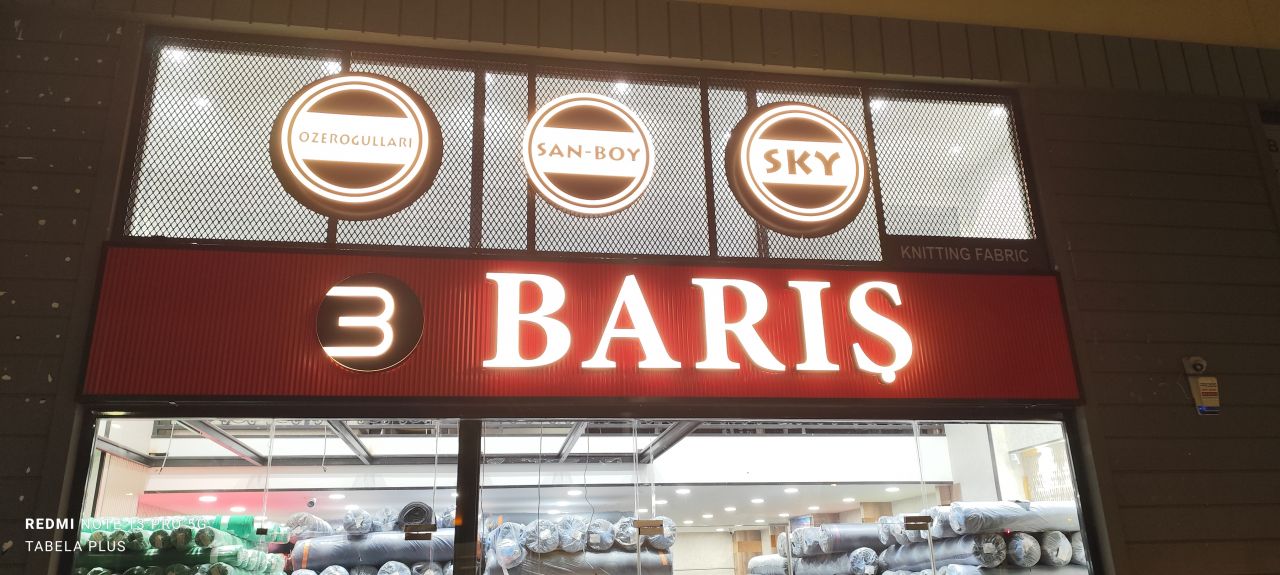 OZEROGULLARI
SAN-BOY
SKY
KNITTING FABRIC
3 BARIŞ
REDMI NOTE 13 PRO 5G
TABELA PLUS